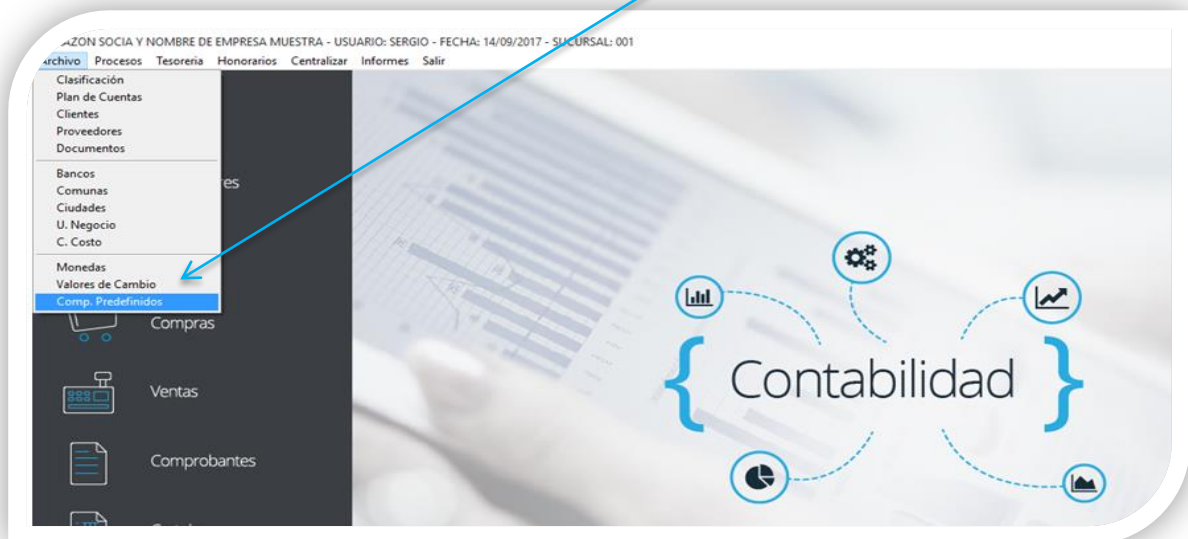 AZON SOCIA Y NOMBRE DE EMPRESA MUESTRA - USUARIO: SERGIO - FECHA: 14/09/2017 - SUCURSAL: 001
Archivo Procesos Tesoreria Honorarios Centralizar Informes Salir
Clasificación
Plan de Cuentas
Clientes
Proveedores
Documentos
Bancos
Comunas
Ciudades
U. Negocio
C. Costo
Monedas
Valores de Cambio
Comp. Predefinidos
res
Compras
Ventas
Comprobantes
{ Contabilidad }